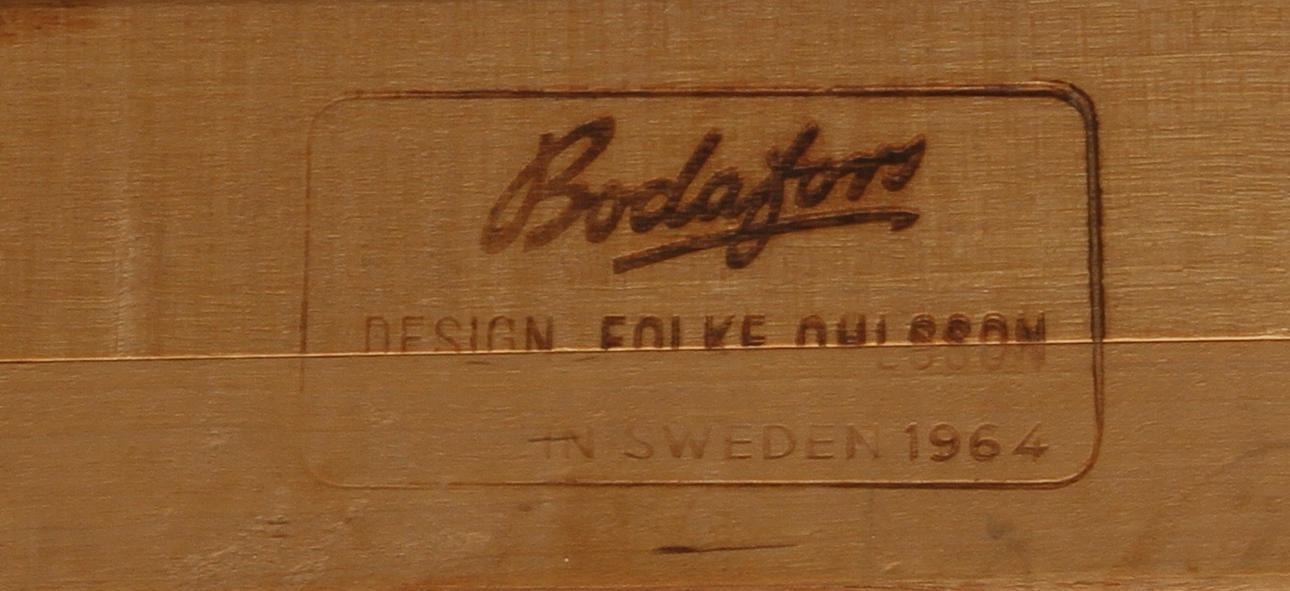 Bodafors
DESIGN FOLKE OHLSSON
IN SWEDEN 1964